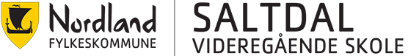 Nordland
FYLKESKOMMUNE
SALTDAL
VIDEREGÅENDE SKOLE